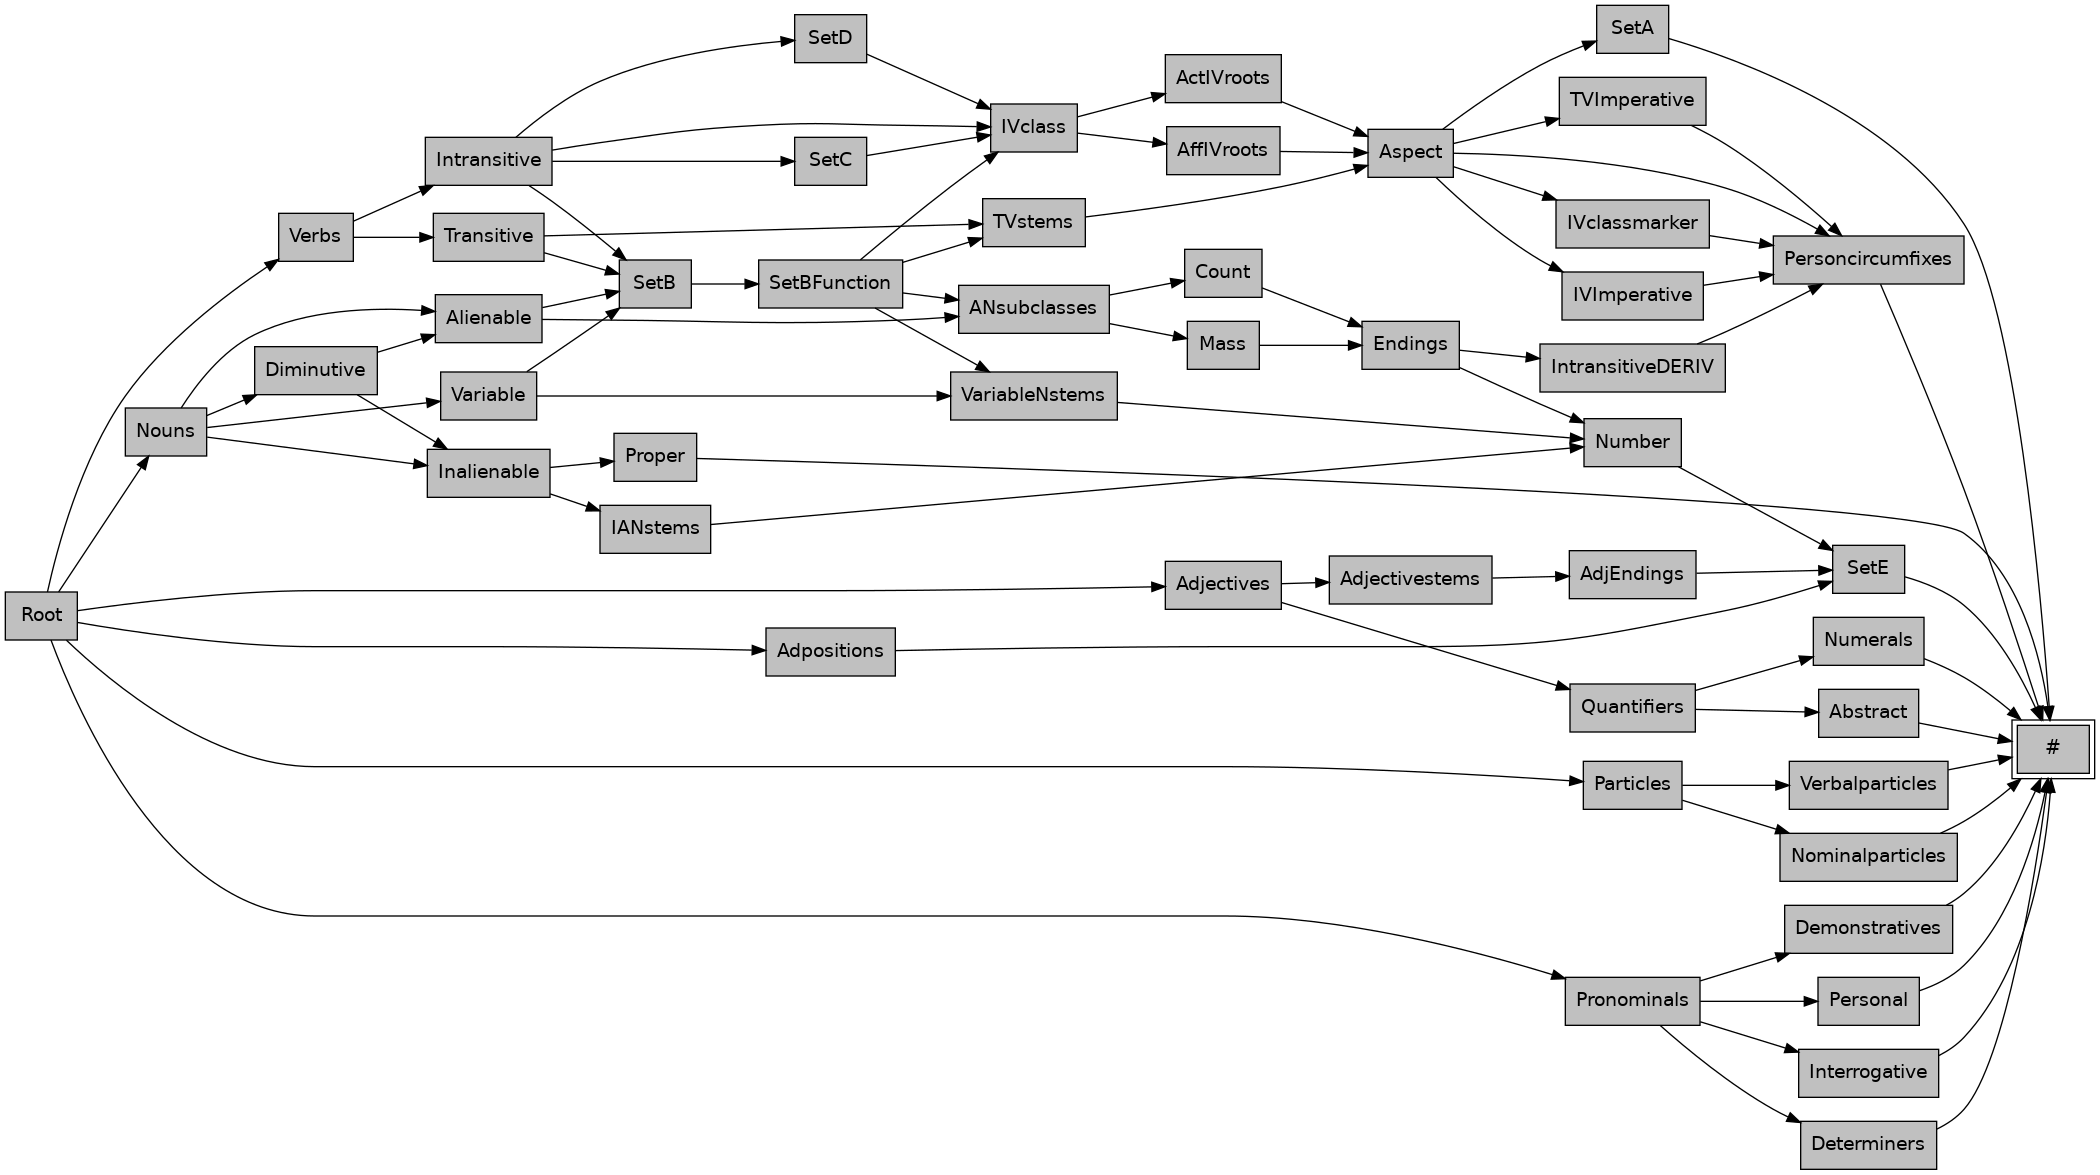 SetA
SetD
ActIVroots
TVImperative
IVclass
Intransitive
SetC
AffIVroots
Aspect
Verbs
Transitive
TVstems
IVclassmarker
Personcircumfixes
SetB
SetBFunction
Count
IVImperative
Alienable
ANsubclasses
Mass
Endings
Diminutive
IntransitiveDERIV
Variable
VariableNstems
Nouns
Number
Inalienable
Proper
IANstems
Root
Adjectives
Adjectivestems
AdjEndings
SetE
Adpositions
Numerals
Quantifiers
Abstract
#
Particles
Verbalparticles
Nominalparticles
Demonstratives
Pronominals
Personal
Interrogative
Determiners